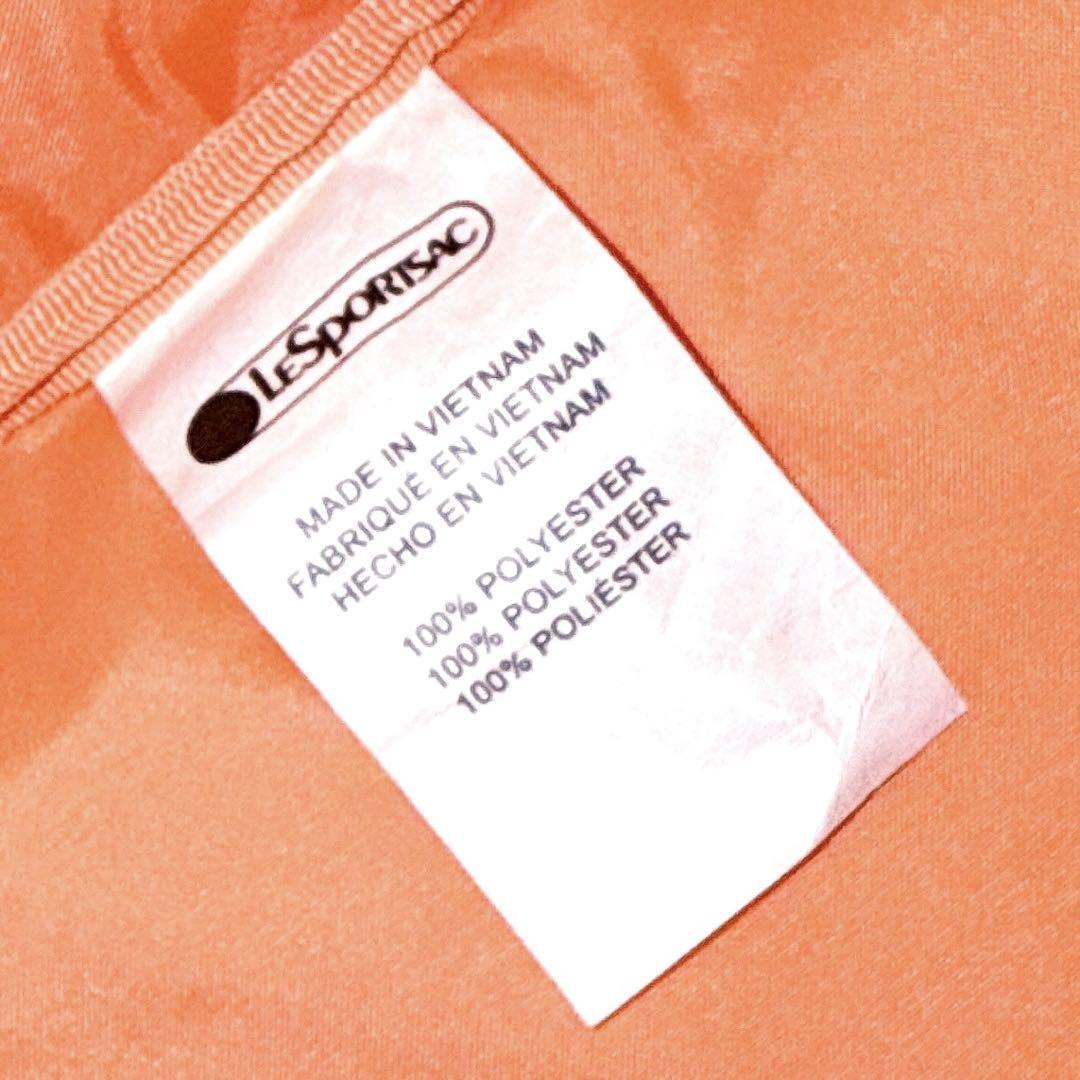 LeSportsac
MADE IN VIETNAM
FABRIQUÉ EN VIETNAM
HECHO EN VIETNAM
100% POLYESTER
100% POLYESTER
100% POLIÉSTER